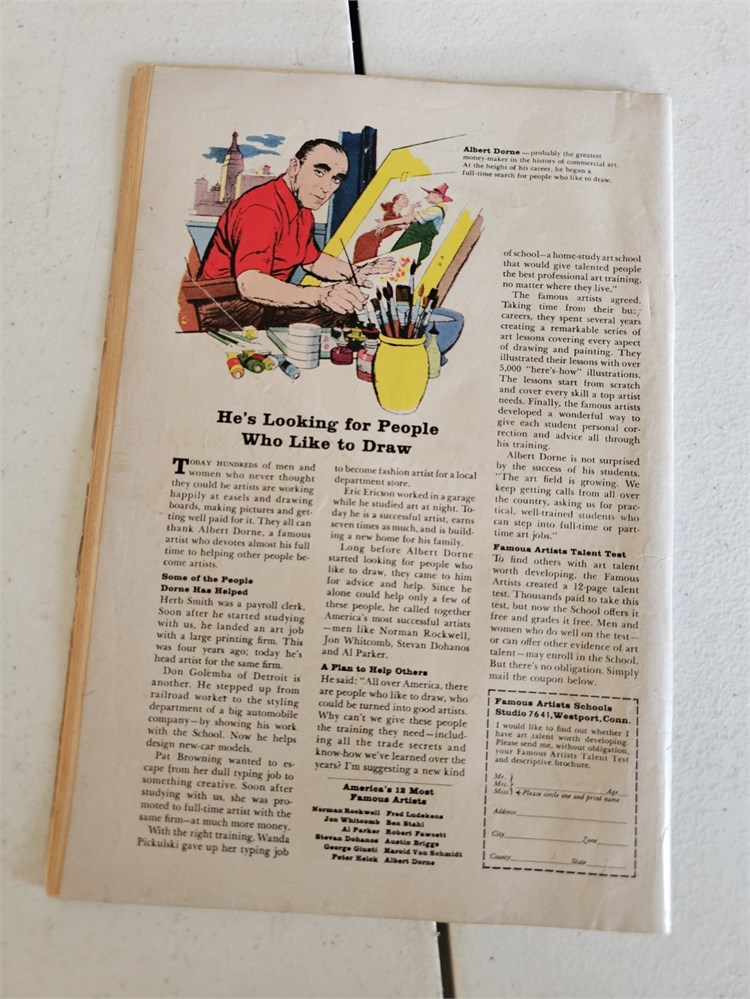 Albert Dorne — probably the greatest
money-maker in the history of commercial art.
At the height of his career, he began a
full-time search for people who like to draw.
He's Looking for People
Who Like to Draw
TODAY HUNDREDS of men and
women who never thought
they could be artists are working
happily at easels and drawing
boards, making pictures and get-
ting well paid for it. They all can
thank Albert Dorne, a famous
artist who devotes almost his full
time to helping other people be-
come artists.
Some of the People
Dorne Has Helped
Herb Smith was a payroll clerk.
Soon after he started studying
with us, he landed an art job
with a large printing firm. This
was four years ago; today he's
head artist for the same firm.
Don Golemba of Detroit is
another. He stepped up from
railroad worker to the styling
department of a big automobile
company—by showing his work
with the School. Now he helps
design new-car models.
Pat Browning wanted to es-
cape from her dull typing job to
something creative. Soon after
studying with us, she was pro-
moted to full-time artist with the
same firm—at much more money.
With the right training, Wanda
Pickulski gave up her typing job
to become fashion artist for a local
department store.
Eric Ericson worked in a garage
while he studied art at night. To-
day he is a successful artist, earns
seven times as much, and is build-
ing a new home for his family.
Long before Albert Dorne
started looking for people who
like to draw, they came to him
for advice and help. Since he
alone could help only a few of
these people, he called together
America's most successful artists
—men like Norman Rockwell,
Jon Whitcomb, Stevan Dohanos
and Al Parker.
A Plan to Help Others
He said: "All over America, there
are people who like to draw, who
could be turned into good artists.
Why can't we give these people
the training they need—includ-
ing all the trade secrets and
know-how we've learned over the
years? I'm suggesting a new kind
America's 12 Most
Famous Artists
Norman Rockwell Fred Ludekens
Jon Whitcomb Ben Stahl
Al Parker Robert Fawcett
Stevan Dohanos Austin Briggs
George Giusti Harold Von Schmidt
Peter Helck Albert Dorne
of school—a home-study art school
that would give talented people
the best professional art training,
no matter where they live."
The famous artists agreed.
Taking time from their busy
careers, they spent several years
creating a remarkable series of
art lessons covering every aspect
of drawing and painting. They
illustrated their lessons with over
5,000 "here's-how" illustrations.
The lessons start from scratch
and cover every skill a top artist
needs. Finally, the famous artists
developed a wonderful way to
give each student personal cor-
rection and advice all through
his training.
Albert Dorne is not surprised
by the success of his students.
"The art field is growing. We
keep getting calls from all over
the country, asking us for prac-
tical, well-trained students who
can step into full-time or part-
time art jobs."
Famous Artists Talent Test
To find others with art talent
worth developing, the Famous
Artists created a 12-page talent
test. Thousands paid to take this
test, but now the School offers it
free and grades it free. Men and
women who do well on the test—
or can offer other evidence of art
talent—may enroll in the School.
But there's no obligation. Simply
mail the coupon below.
Famous Artists Schools
Studio 7641, Westport, Conn.
I would like to find out whether I
have art talent worth developing.
Please send me, without obligation,
your Famous Artists Talent Test
and descriptive brochure.
Mr.
Mrs. Age
Miss Please circle one and print name
Address
City Zone
County State